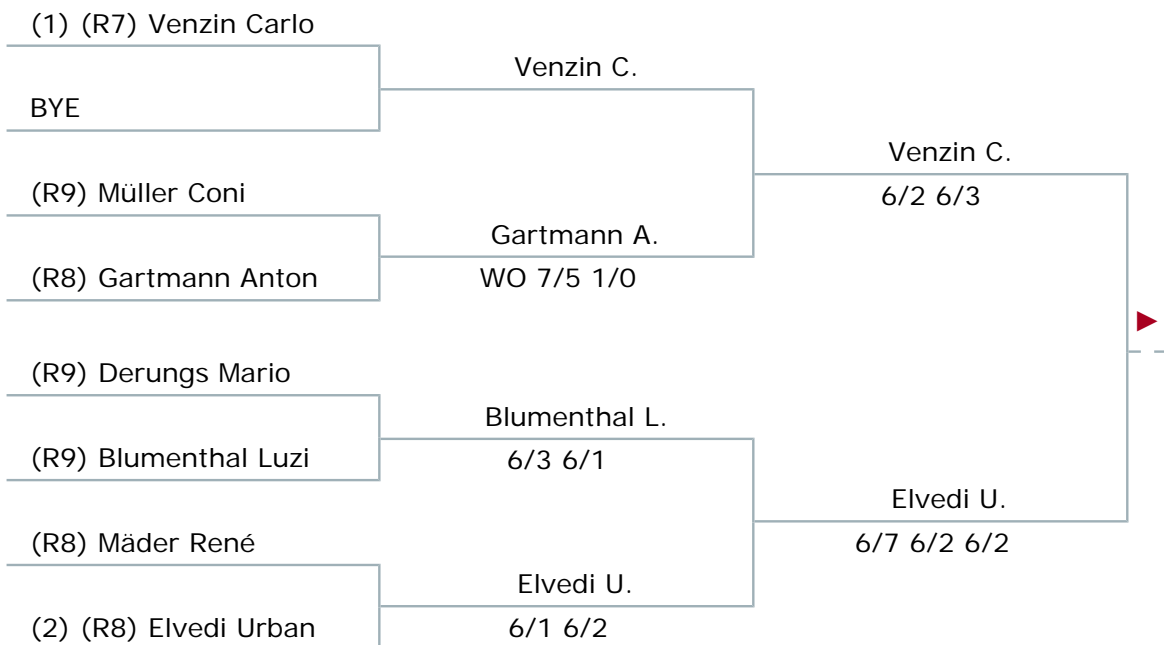 (1) (R7) Venzin Carlo
Venzin C.
BYE
Venzin C.
(R9) Müller Coni
6/2 6/3
Gartmann A.
(R8) Gartmann Anton
WO 7/5 1/0
(R9) Derungs Mario
Blumenthal L.
(R9) Blumenthal Luzi
6/3 6/1
Elvedi U.
(R8) Mäder René
6/7 6/2 6/2
Elvedi U.
(2) (R8) Elvedi Urban
6/1 6/2